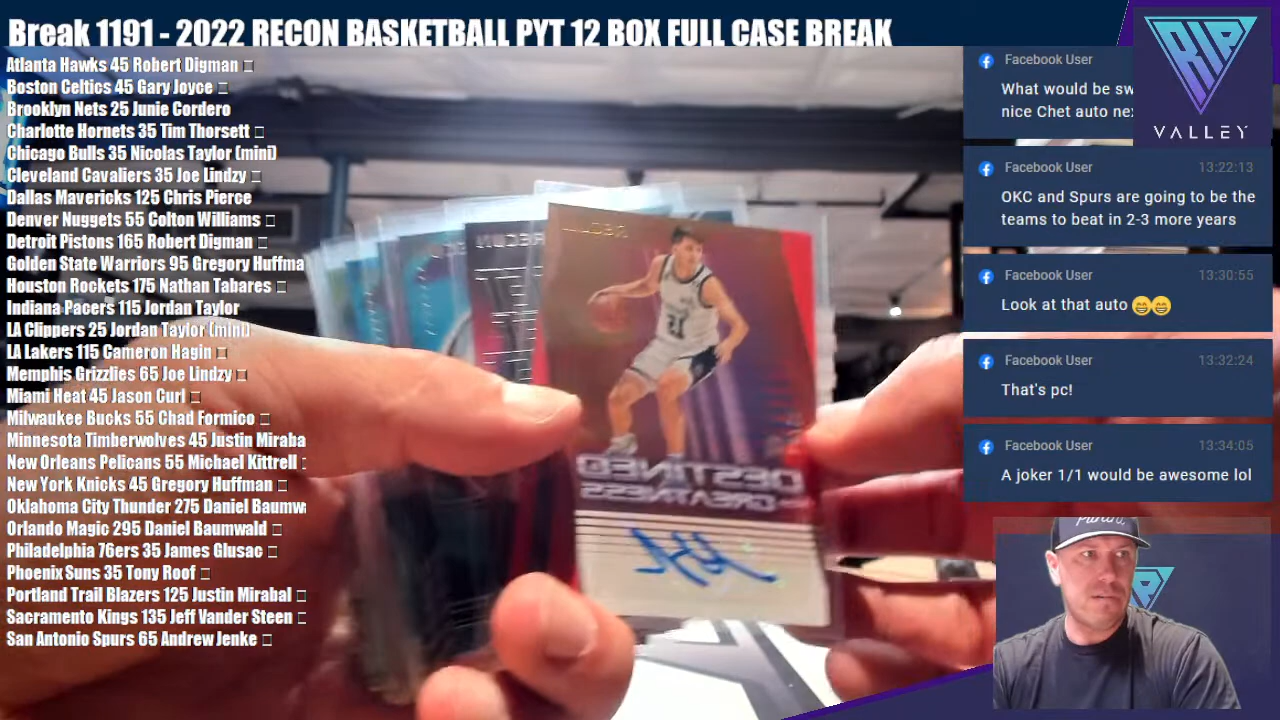 Break 1191 - 2022 RECON BASKETBALL PYT 12 BOX FULL CASE BREAK
Atlanta Hawks 45 Robert Digman
Boston Celtics 45 Gary Joyce
Brooklyn Nets 25 Junie Cordero
Charlotte Hornets 35 Tim Thorsett
Chicago Bulls 35 Nicolas Taylor (mini)
Cleveland Cavaliers 35 Joe Lindzy
Dallas Mavericks 125 Chris Pierce
Denver Nuggets 55 Colton Williams
Detroit Pistons 165 Robert Digman
Golden State Warriors 95 Gregory Huffma
Houston Rockets 175 Nathan Tabares
Indiana Pacers 115 Jordan Taylor
LA Clippers 25 Jordan Taylor (mini)
LA Lakers 115 Cameron Hagin
Memphis Grizzlies 65 Joe Lindzy
Miami Heat 45 Jason Curl
Milwaukee Bucks 55 Chad Formico
Minnesota Timberwolves 45 Justin Miraba
New Orleans Pelicans 55 Michael Kittrell
New York Knicks 45 Gregory Huffman
Oklahoma City Thunder 275 Daniel Baumw
Orlando Magic 295 Daniel Baumwald
Philadelphia 76ers 35 James Glusac
Phoenix Suns 35 Tony Roof
Portland Trail Blazers 125 Justin Mirabal
Sacramento Kings 135 Jeff Vander Steen
San Antonio Spurs 65 Andrew Jenke
RECON
RECON
21
DESTINED
GREATNESS
Facebook User
What would be sw
nice Chet auto nex
RIP
VALLEY
Facebook User 13:22:13
OKC and Spurs are going to be the
teams to beat in 2-3 more years
Facebook User 13:30:55
Look at that auto 😁😁
Facebook User 13:32:24
That's pc!
Facebook User 13:34:05
A joker 1/1 would be awesome lol